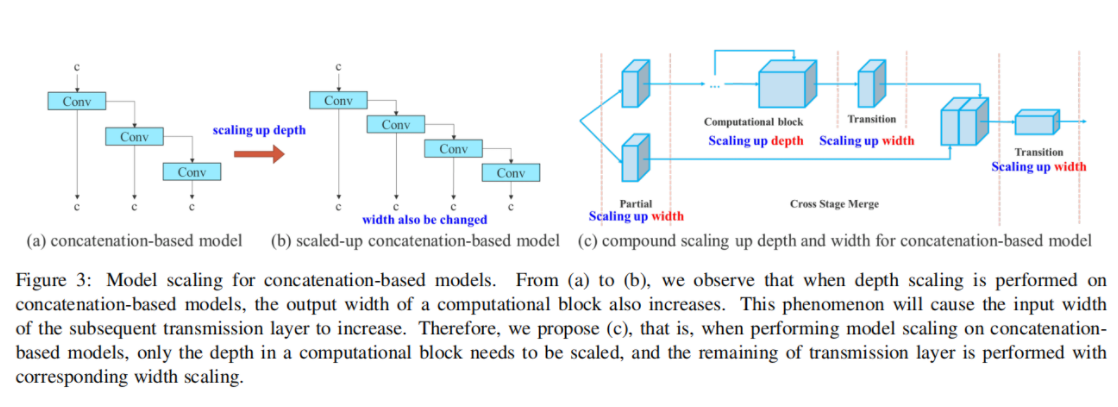 c
Conv
Conv
Conv
c c c
scaling up depth
c
Conv
Conv
Conv
Conv
c c c c
width also be changed
...
Computational block
Scaling up depth
Transition
Scaling up width
Partial
Scaling up width
Cross Stage Merge
Transition
Scaling up width
(a) concatenation-based model
(b) scaled-up concatenation-based model
(c) compound scaling up depth and width for concatenation-based model
Figure 3: Model scaling for concatenation-based models. From (a) to (b), we observe that when depth scaling is performed on
concatenation-based models, the output width of a computational block also increases. This phenomenon will cause the input width
of the subsequent transmission layer to increase. Therefore, we propose (c), that is, when performing model scaling on concatenation-
based models, only the depth in a computational block needs to be scaled, and the remaining of transmission layer is performed with
corresponding width scaling.